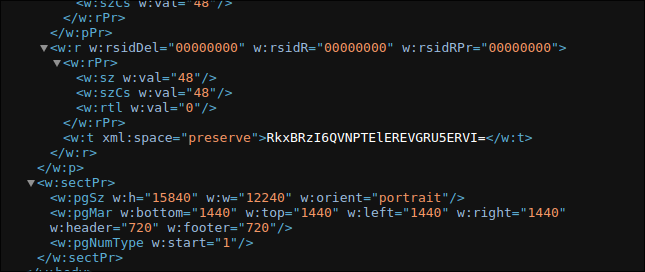 <w:szCs w:val="48"/>
</w:rPr>
</w:pPr>
<w:r w:rsidDel="00000000" w:rsidR="00000000" w:rsidRPr="00000000">
<w:rPr>
<w:sz w:val="48"/>
<w:szCs w:val="48"/>
<w:rtl w:val="0"/>
</w:rPr>
<w:t xml:space="preserve">RkxBRzI6QVNPTElEREVGRU5ERVI=</w:t>
</w:r>
</w:p>
<w:sectPr>
<w:pgSz w:h="15840" w:w="12240" w:orient="portrait"/>
<w:pgMar w:bottom="1440" w:top="1440" w:left="1440" w:right="1440"
w:header="720" w:footer="720"/>
<w:pgNumType w:start="1"/>
</w:sectPr>
</w:body>